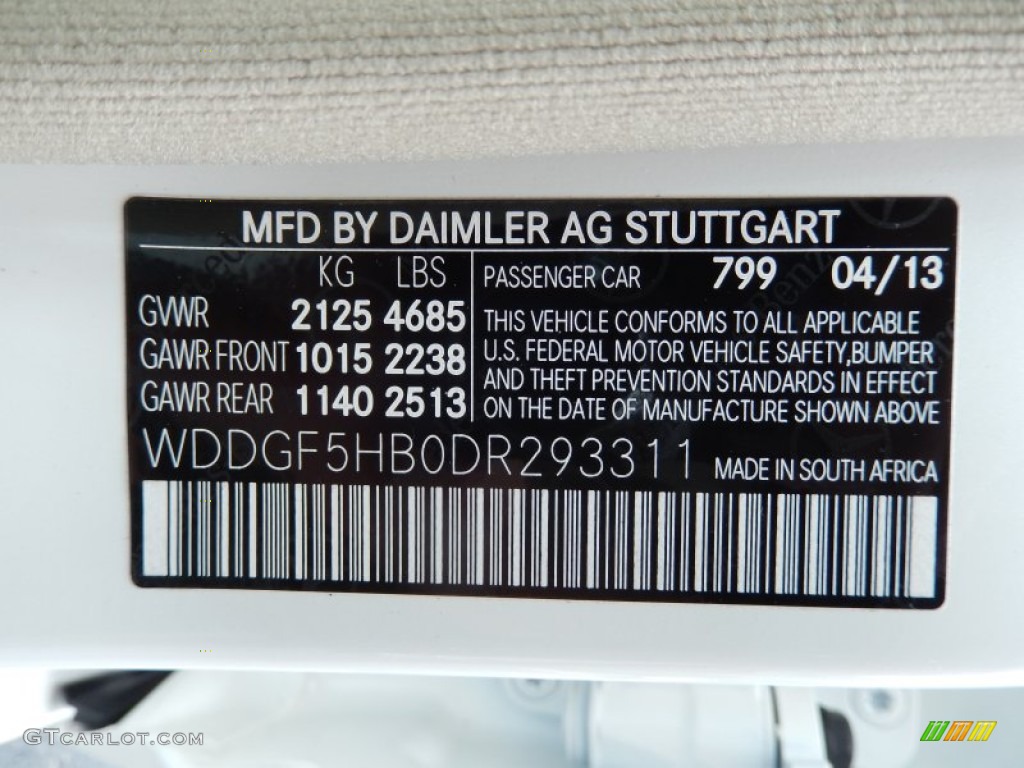 MFD BY DAIMLER AG STUTTGART
KG LBS
GVWR 2125 4685
GAWR FRONT 1015 2238
GAWR REAR 1140 2513
PASSENGER CAR 799 04/13
THIS VEHICLE CONFORMS TO ALL APPLICABLE
U.S. FEDERAL MOTOR VEHICLE SAFETY,BUMPER
AND THEFT PREVENTION STANDARDS IN EFFECT
ON THE DATE OF MANUFACTURE SHOWN ABOVE
WDDGF5HB0DR293311 MADE IN SOUTH AFRICA
GTCARLOT.COM